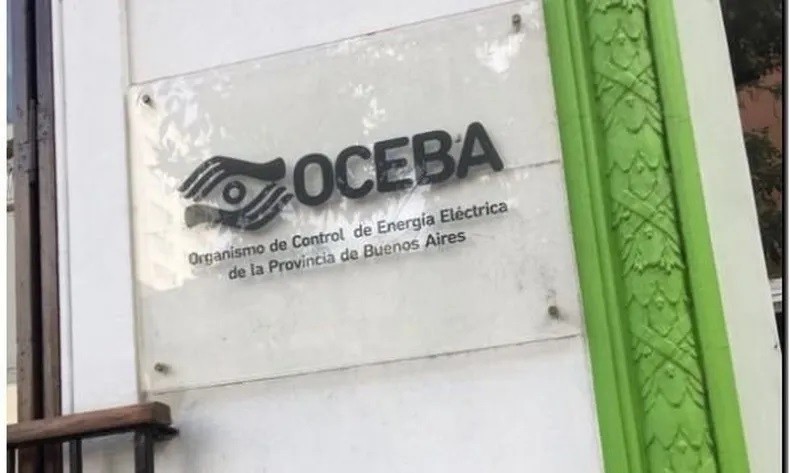 OCEBA
Organismo de Control de Energía Eléctrica
de la Provincia de Buenos Aires